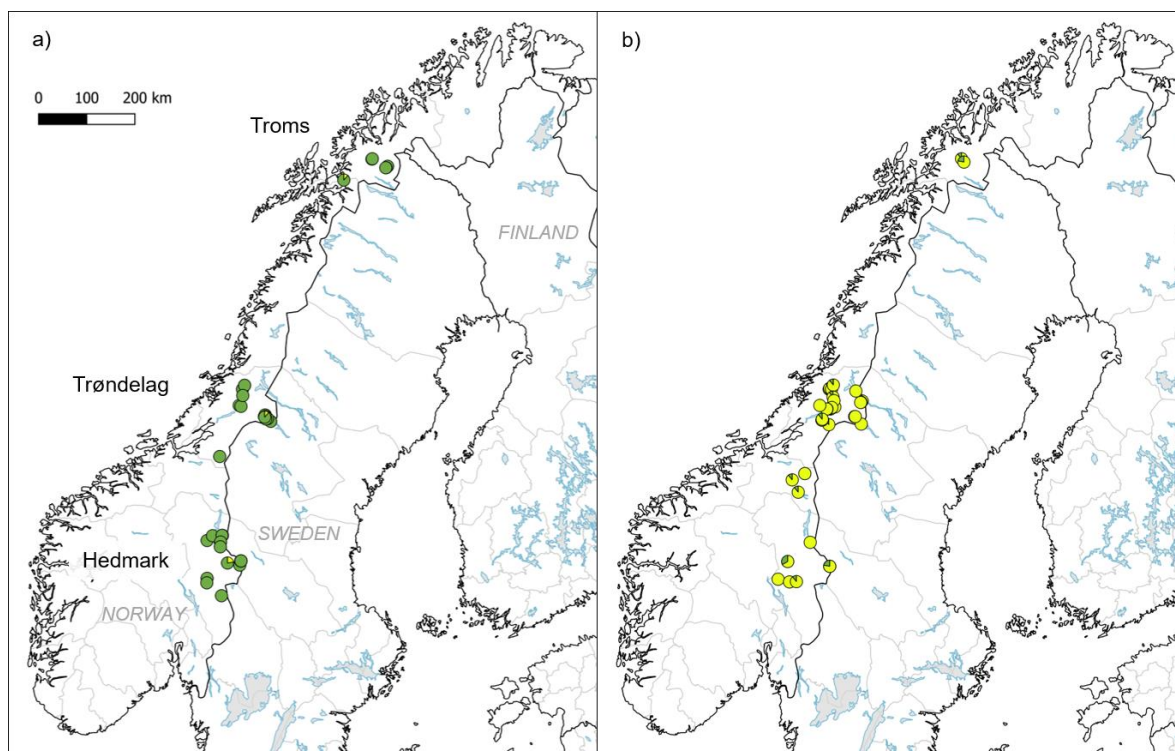 a)
0 100 200 km
Troms
FINLAND
Trøndelag
SWEDEN
Hedmark
NORWAY
b)